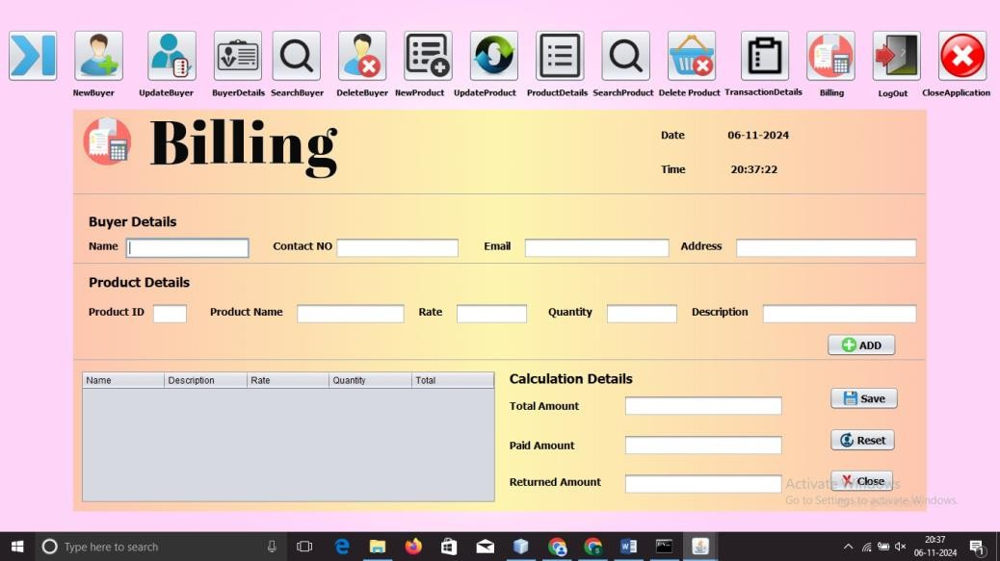 NewBuyer UpdateBuyer BuyerDetails SearchBuyer DeleteBuyer NewProduct UpdateProduct ProductDetails SearchProduct Delete Product TransactionDetails Billing LogOut CloseApplication
Billing
Date 06-11-2024
Time 20:37:22
Buyer Details
Name Contact NO Email Address
Product Details
Product ID Product Name Rate Quantity Description
ADD
Name Description Rate Quantity Total
Calculation Details
Total Amount
Save
Paid Amount
Reset
Returned Amount
Close
Activate Windows
Go to Settings to activate Windows.
Type here to search
20:37
06-11-2024